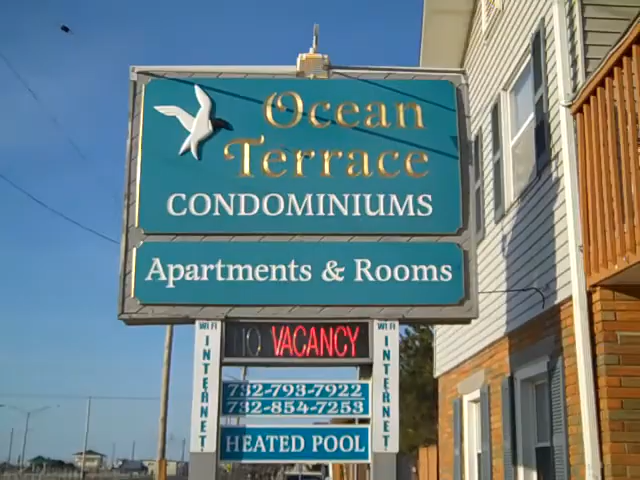 Ocean
Terrace
CONDOMINIUMS
Apartments & Rooms
WI FI
INTERNET
NO VACANCY
732-793-7922
732-854-7253
HEATED POOL
WI FI
INTERNET